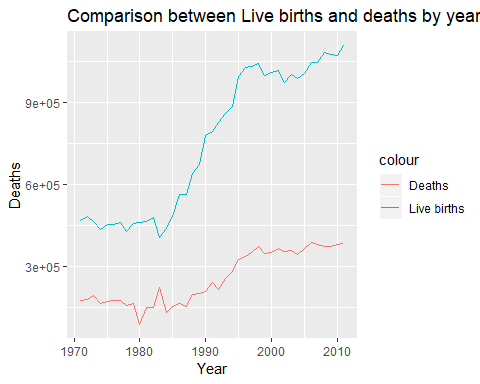 Comparison between Live births and deaths by year
9e+05
6e+05
3e+05
Deaths
1970
1980
1990
2000
2010
Year
colour
Deaths
Live births